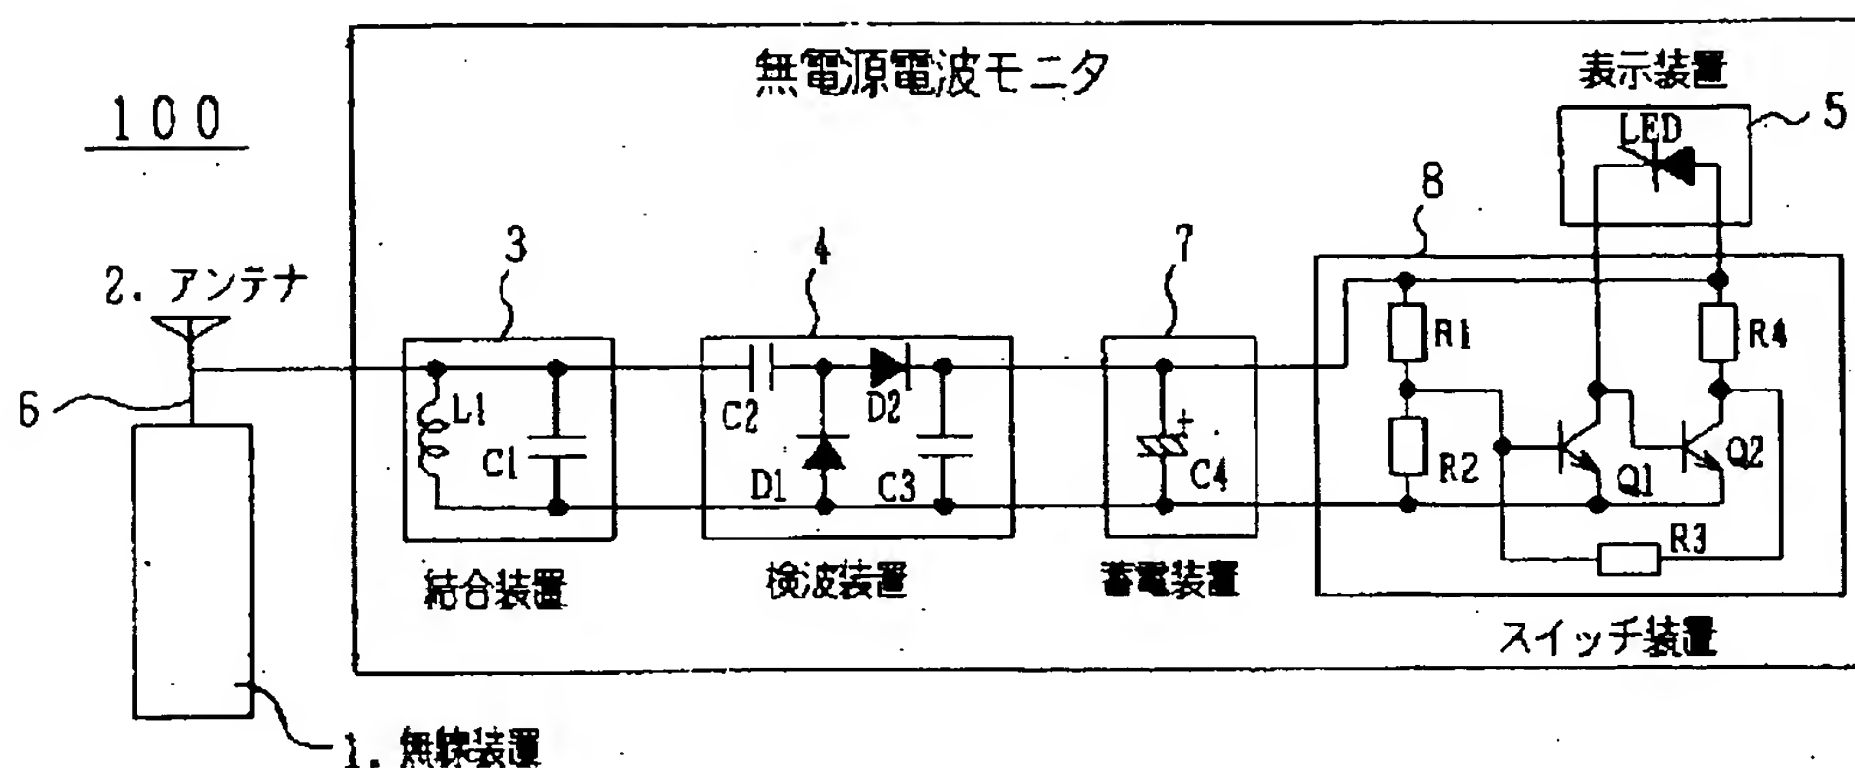 無電源電波モニタ
表示装置
100
LED
5
8
3
4
7
2. アンテナ
R1
R4
6
L1
C1
C2
D2
D1
C3
+
C4
R2
Q1
Q2
R3
結合装置
検波装置
蓄電装置
スイッチ装置
1. 無線装置